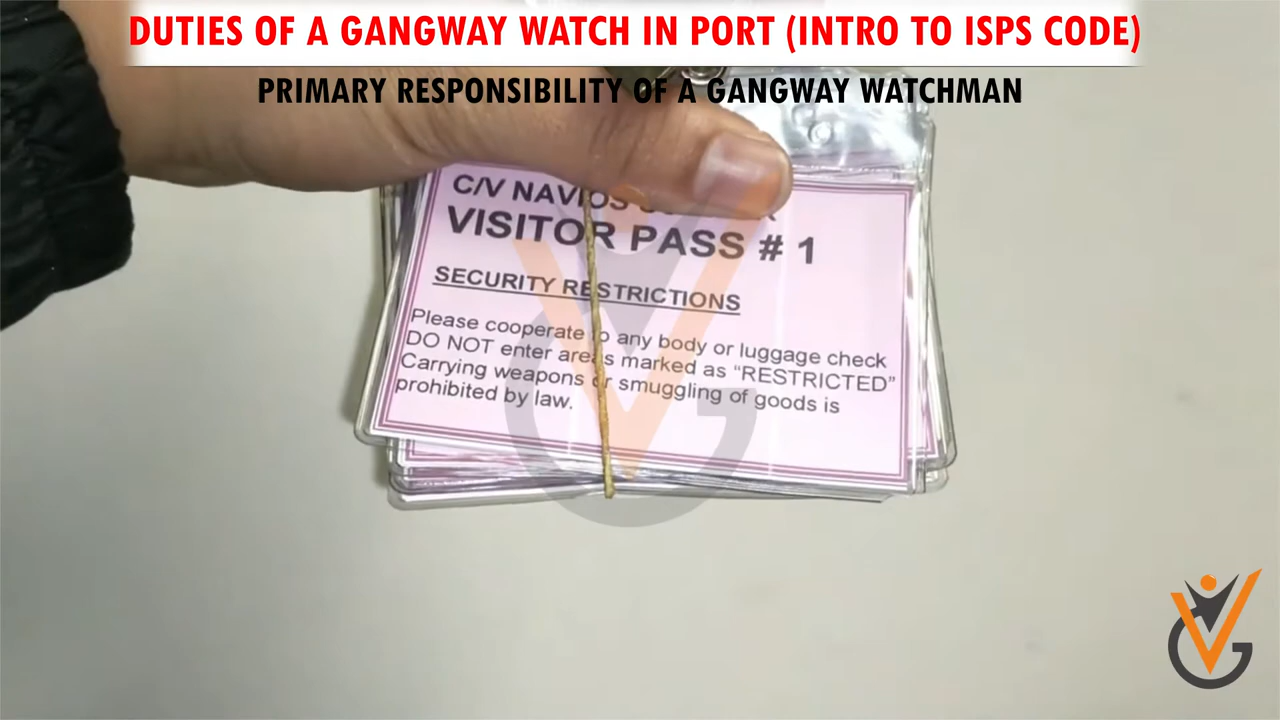 DUTIES OF A GANGWAY WATCH IN PORT (INTRO TO ISPS CODE)
PRIMARY RESPONSIBILITY OF A GANGWAY WATCHMAN
C/V NAVIOS
VISITOR PASS # 1
SECURITY RESTRICTIONS
Please cooperate to any body or luggage check
DO NOT enter areas marked as "RESTRICTED"
Carrying weapons or smuggling of goods is
prohibited by law.
VG